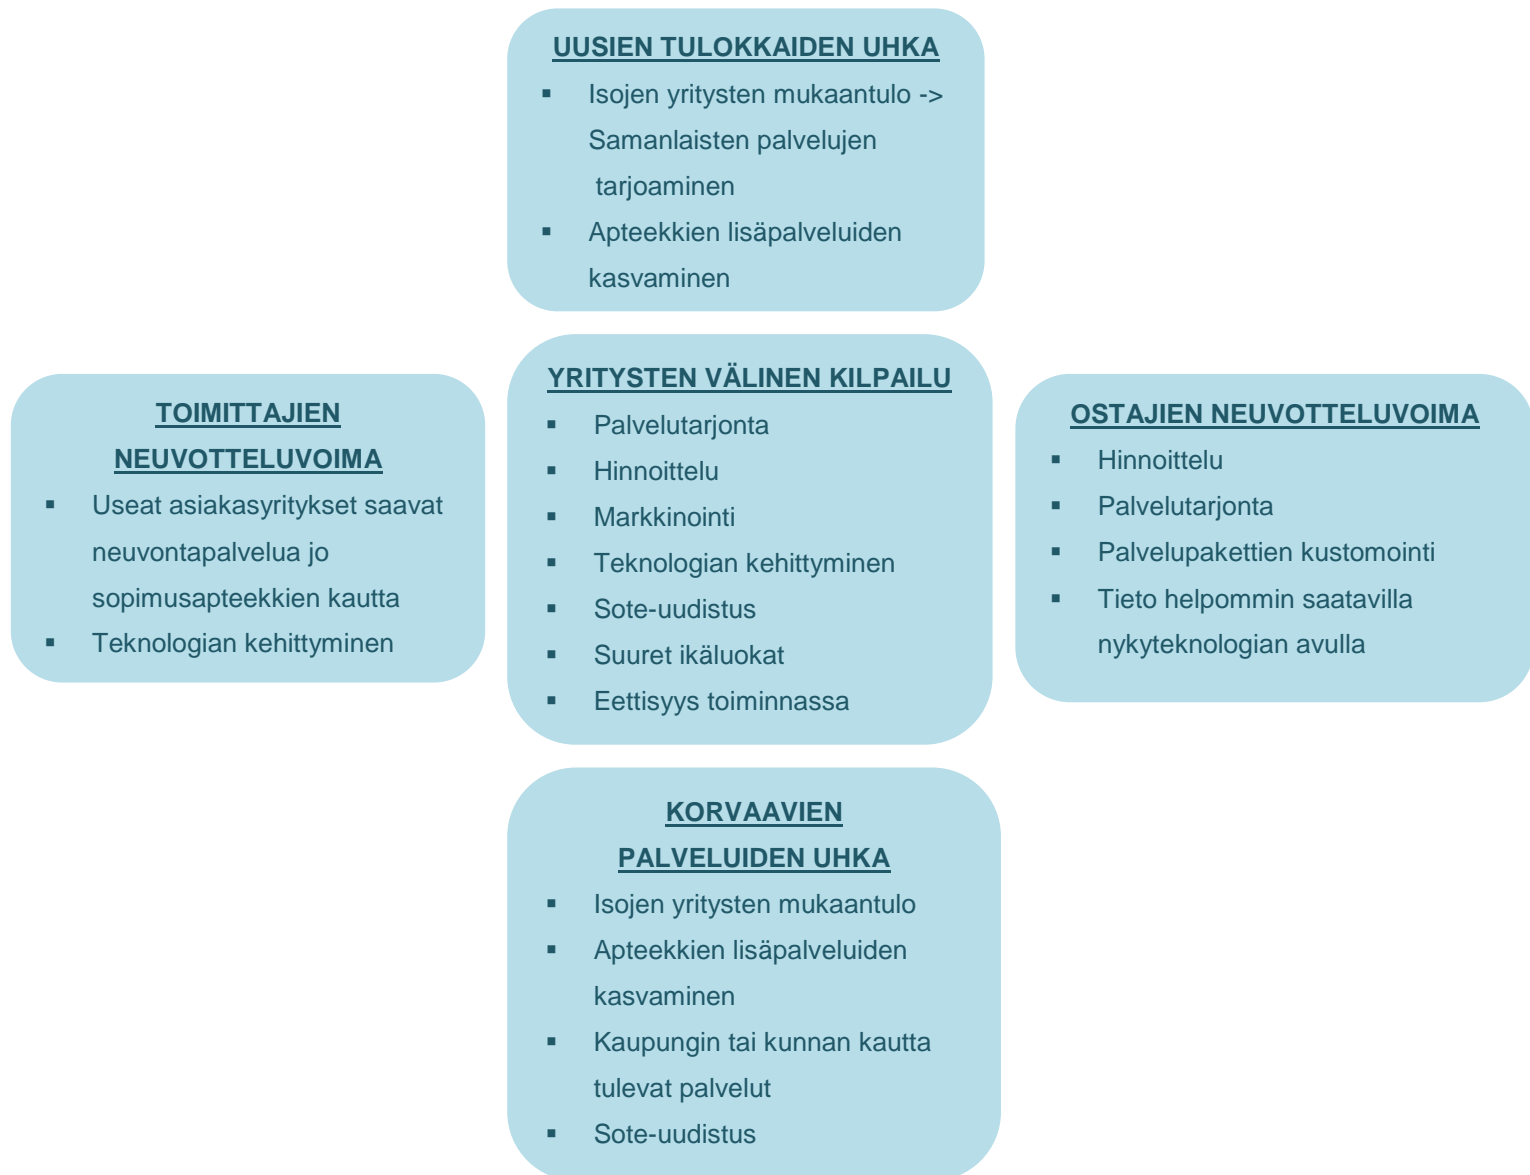 UUSIEN TULOKKAIDEN UHKA
▪ Isojen yritysten mukaantulo ->
Samanlaisten palvelujen
tarjoaminen
▪ Apteekkien lisäpalveluiden
kasvaminen
TOIMITTAJIEN
NEUVOTTELUVOIMA
▪ Useat asiakasyritykset saavat
neuvontapalvelua jo
sopimusapteekkien kautta
▪ Teknologian kehittyminen
YRITYSTEN VÄLINEN KILPAILU
▪ Palvelutarjonta
▪ Hinnoittelu
▪ Markkinointi
▪ Teknologian kehittyminen
▪ Sote-uudistus
▪ Suuret ikäluokat
▪ Eettisyys toiminnassa
OSTAJIEN NEUVOTTELUVOIMA
▪ Hinnoittelu
▪ Palvelutarjonta
▪ Palvelupakettien kustomointi
▪ Tieto helpommin saatavilla
nykyteknologian avulla
KORVAAVIEN
PALVELUIDEN UHKA
▪ Isojen yritysten mukaantulo
▪ Apteekkien lisäpalveluiden
kasvaminen
▪ Kaupungin tai kunnan kautta
tulevat palvelut
▪ Sote-uudistus